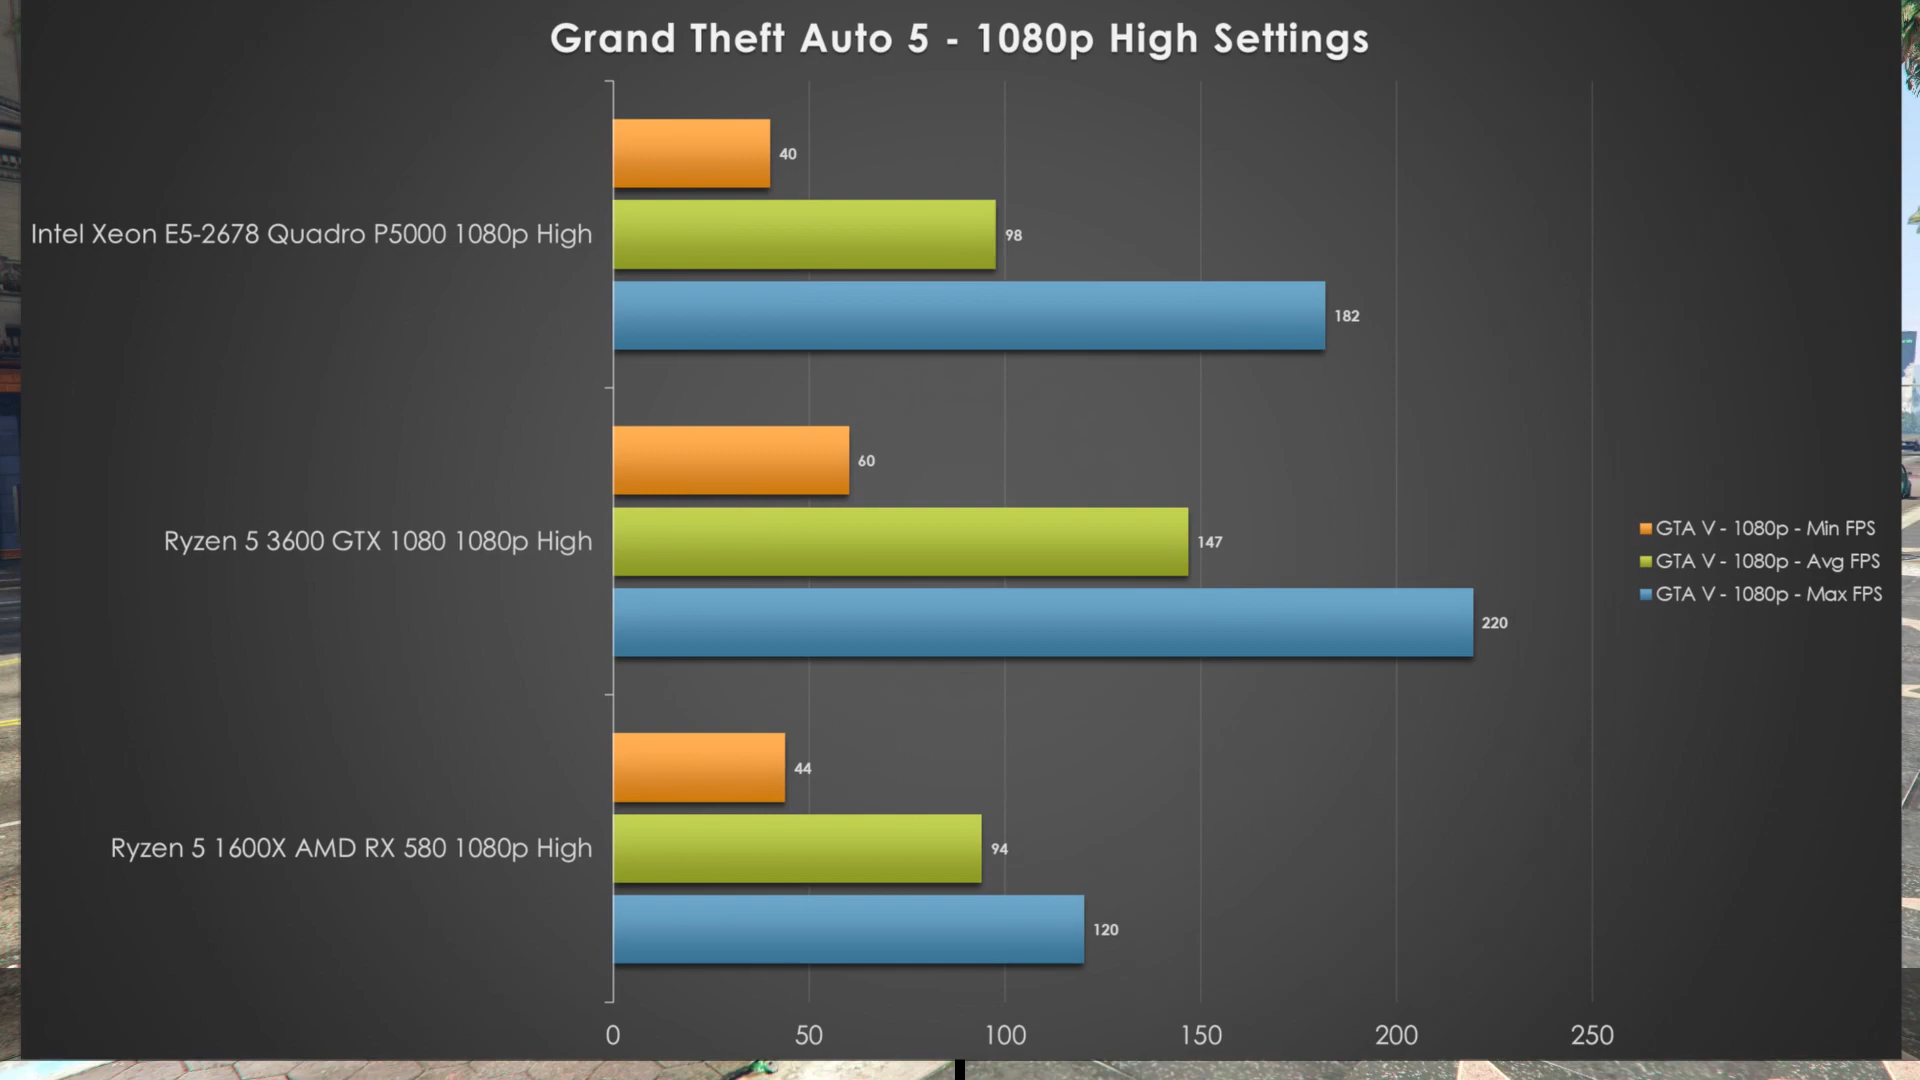 Grand Theft Auto 5 - 1080p High Settings
40
Intel Xeon E5-2678 Quadro P5000 1080p High
98
182
60
Ryzen 5 3600 GTX 1080 1080p High
147
220
GTA V - 1080p - Min FPS
GTA V - 1080p - Avg FPS
GTA V - 1080p - Max FPS
44
Ryzen 5 1600X AMD RX 580 1080p High
94
120
0 50 100 150 200 250